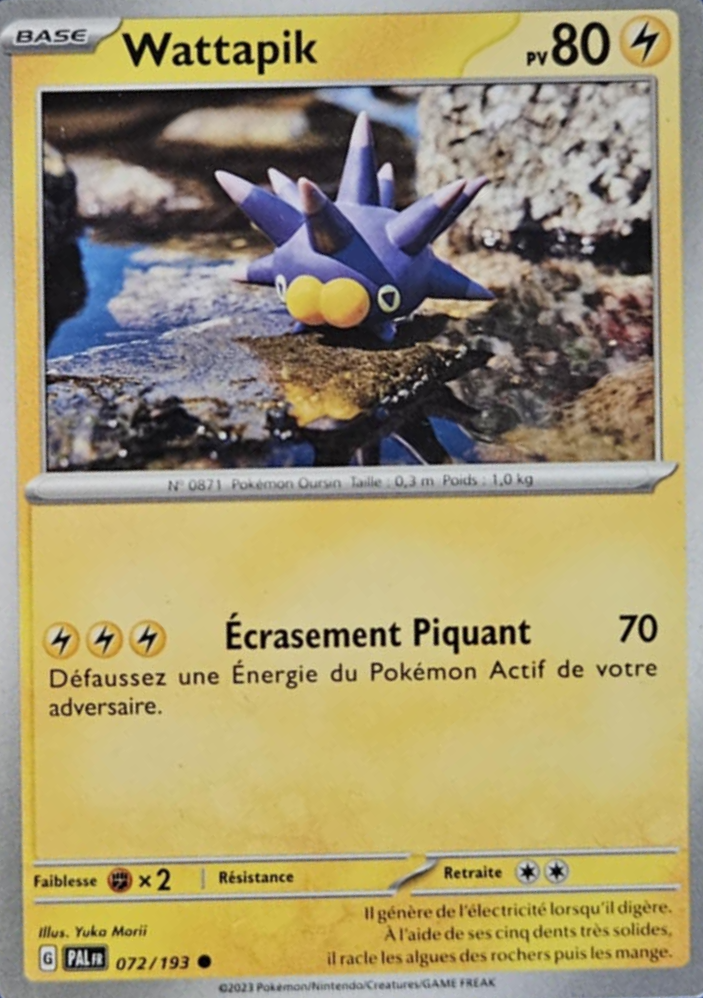 BASE Wattapik PV 80
N° 0871 Pokémon Oursin Taille : 0,3 m Poids : 1,0 kg
Écrasement Piquant 70
Défaussez une Énergie du Pokémon Actif de votre
adversaire.
Faiblesse ×2 Résistance Retraite
Il génère de l'électricité lorsqu'il digère.
À l'aide de ses cinq dents très solides,
il racle les algues des rochers puis les mange.
Illus. Yuka Morii
G PAL FR 072/193
©2023 Pokémon/Nintendo/Creatures/GAME FREAK